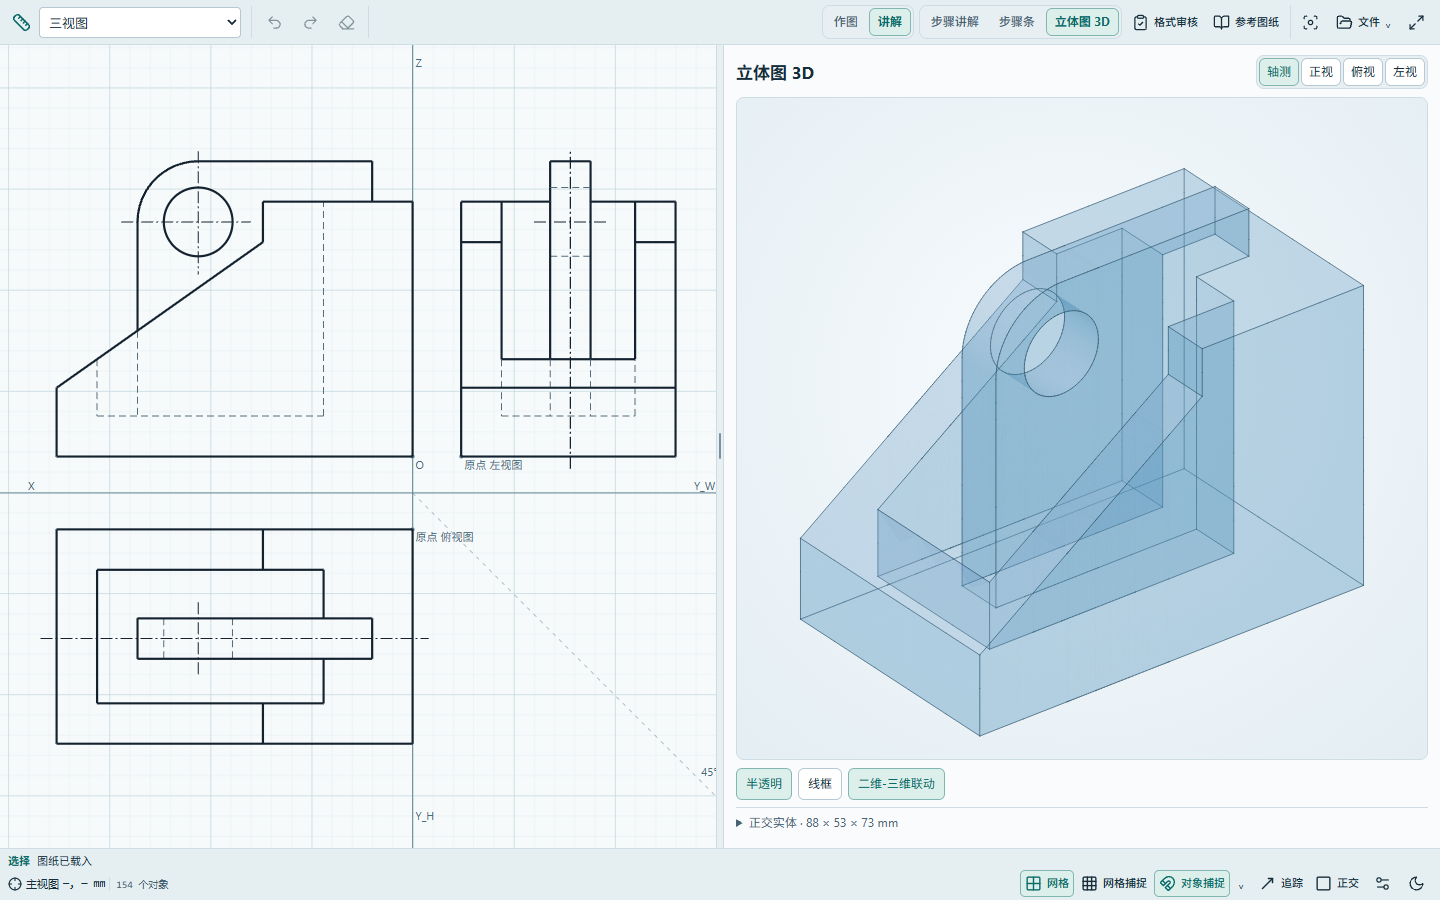 三视图
作图 讲解 步骤讲解 步骤条 立体图 3D 格式审核 参考图纸 文件
立体图 3D
轴测 正视 俯视 左视
Z
O
原点 左视图
X
Y_W
原点 俯视图
45°
Y_H
半透明 线框 二维-三维联动
正交实体 · 88 × 53 × 73 mm
选择 图纸已载入
主视图 —, — mm 154 个对象
网格 网格捕捉 对象捕捉 追踪 正交